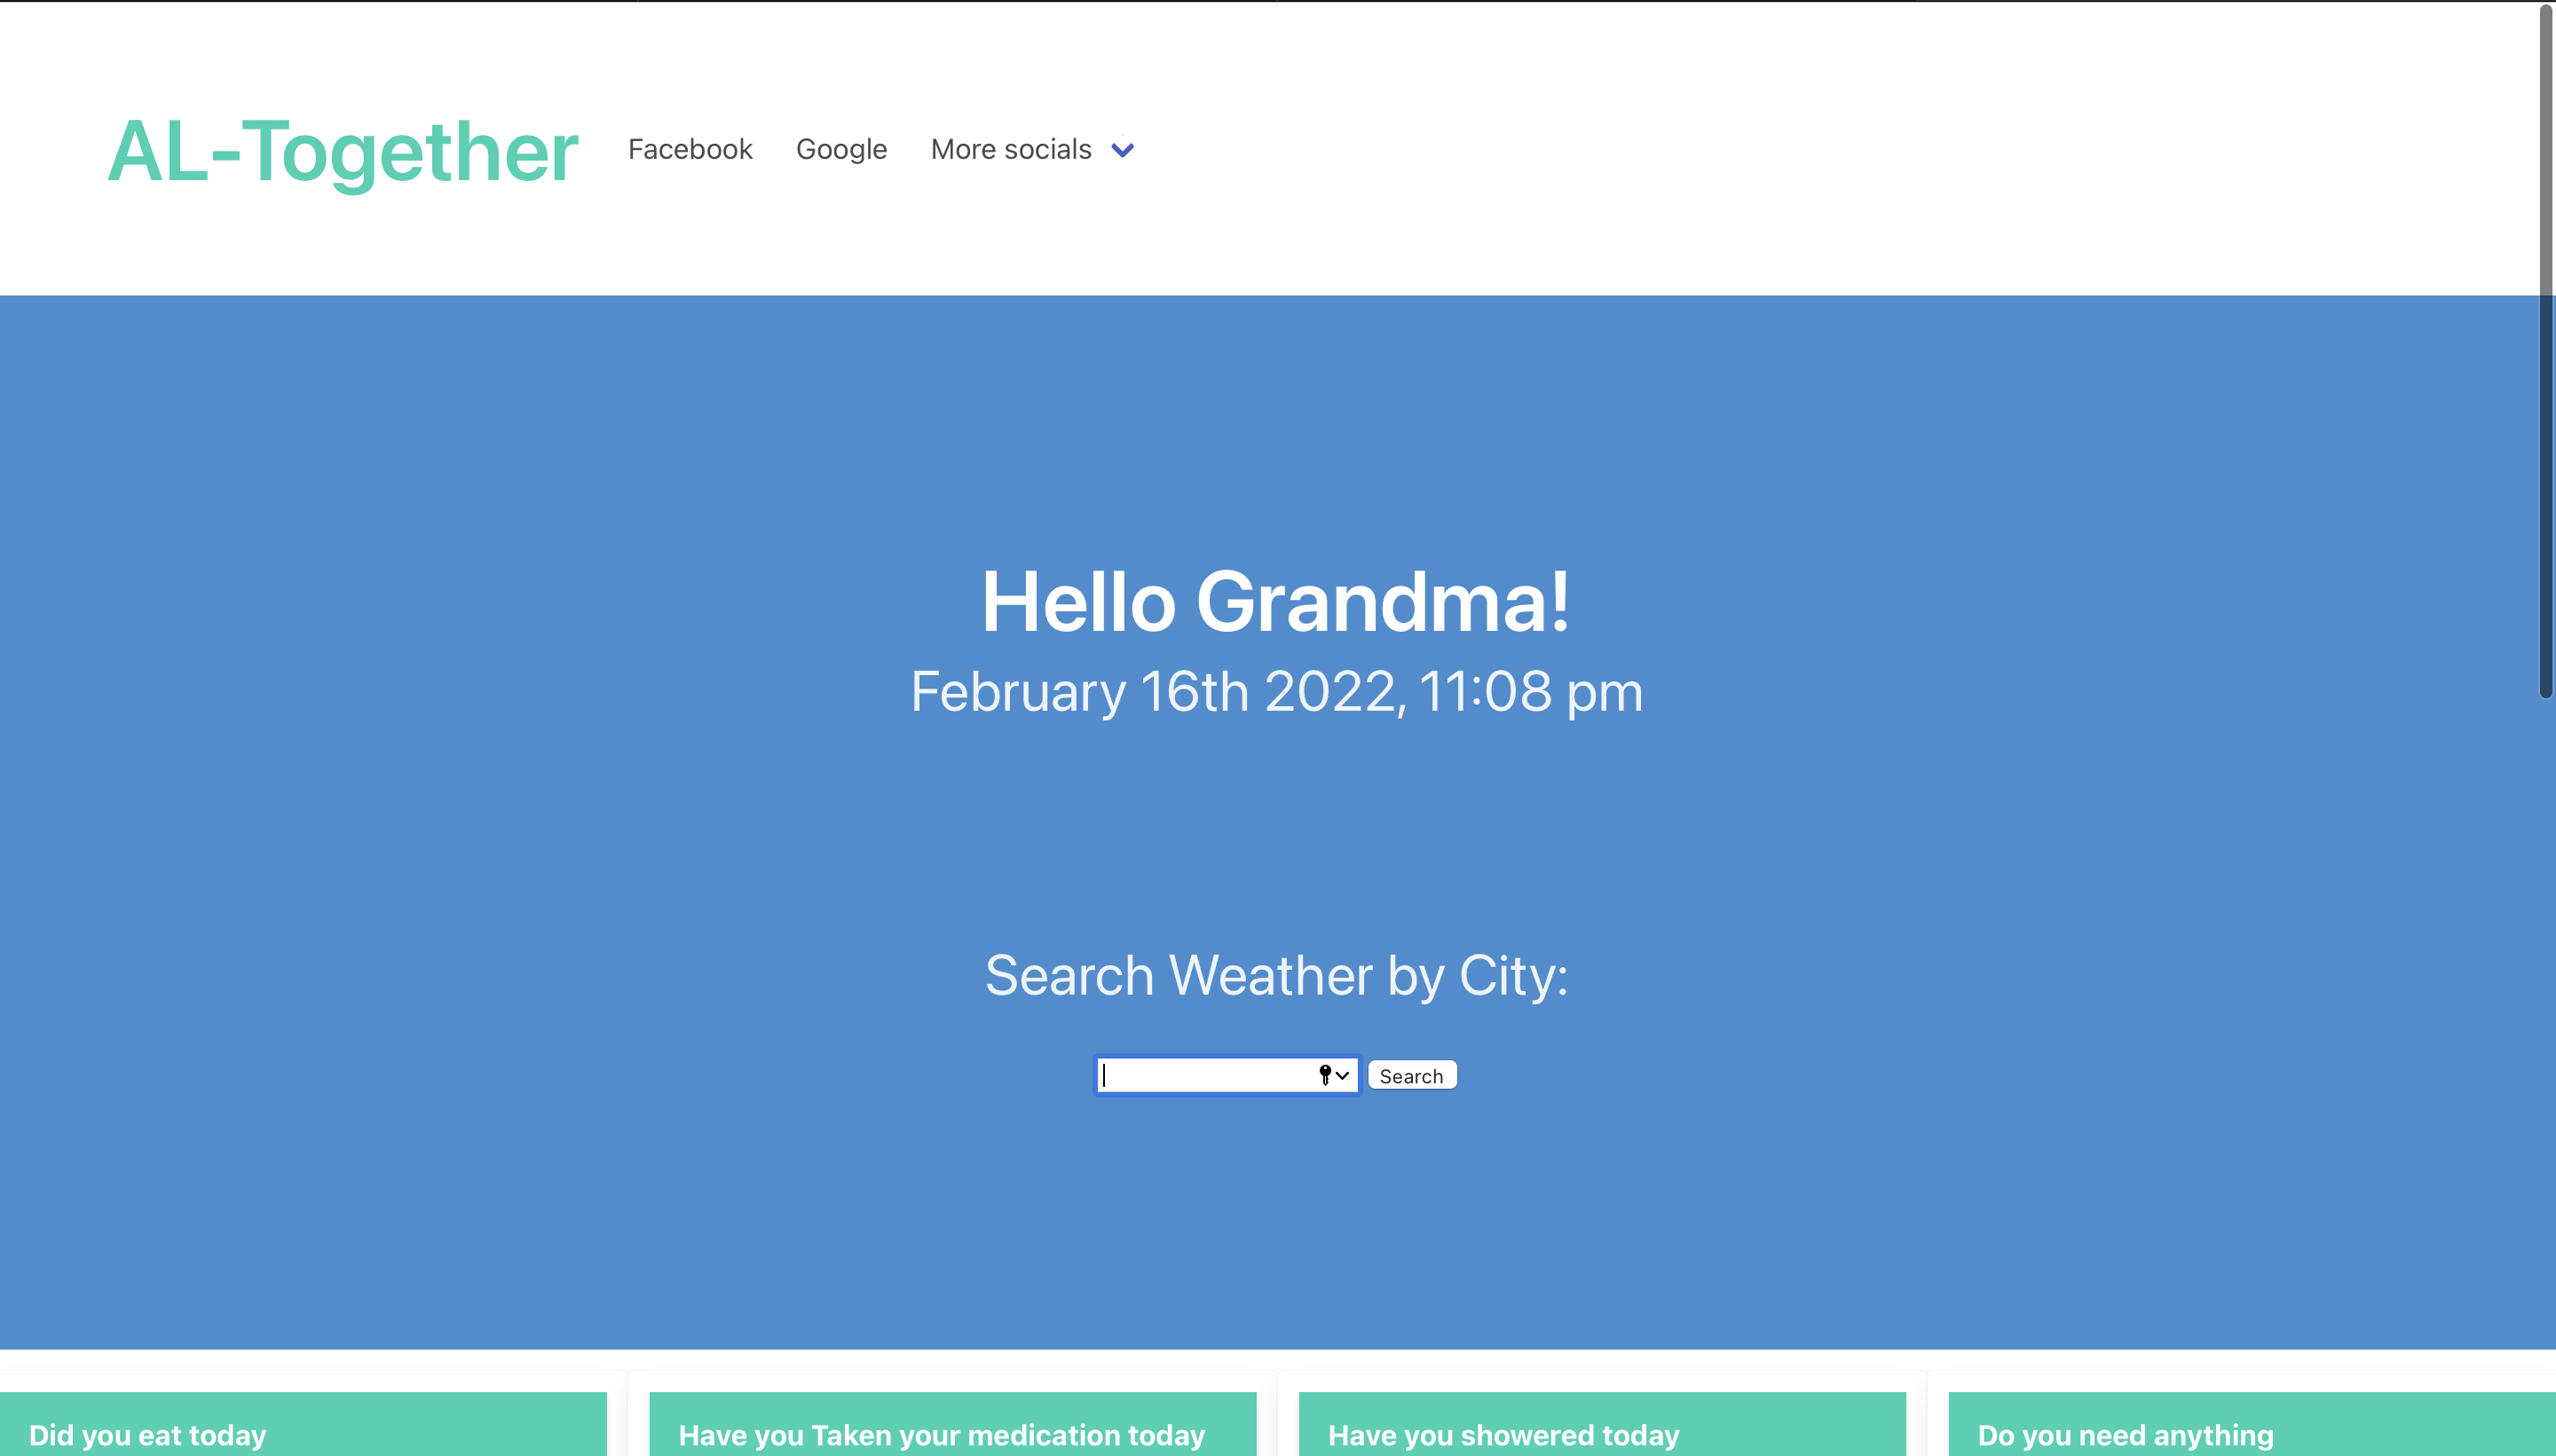 AL-Together
Facebook Google More socials
Hello Grandma!
February 16th 2022, 11:08 pm
Search Weather by City:
Search
Did you eat today
Have you Taken your medication today
Have you showered today
Do you need anything